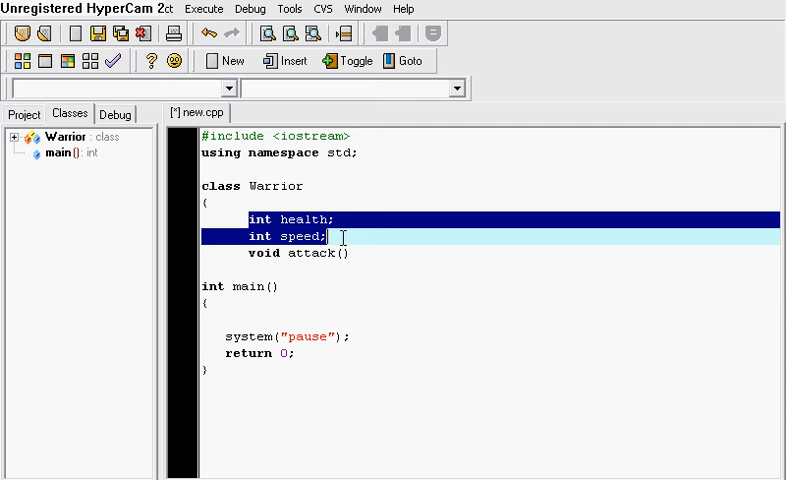 Unregistered HyperCam 2ct Execute Debug Tools CVS Window Help
New Insert Toggle Goto
Project Classes Debug
[*] new.cpp
Warrior : class
main() : int
#include <iostream>
using namespace std;
class Warrior
{
int health;
int speed;
void attack()
int main()
{
system("pause");
return 0;
}